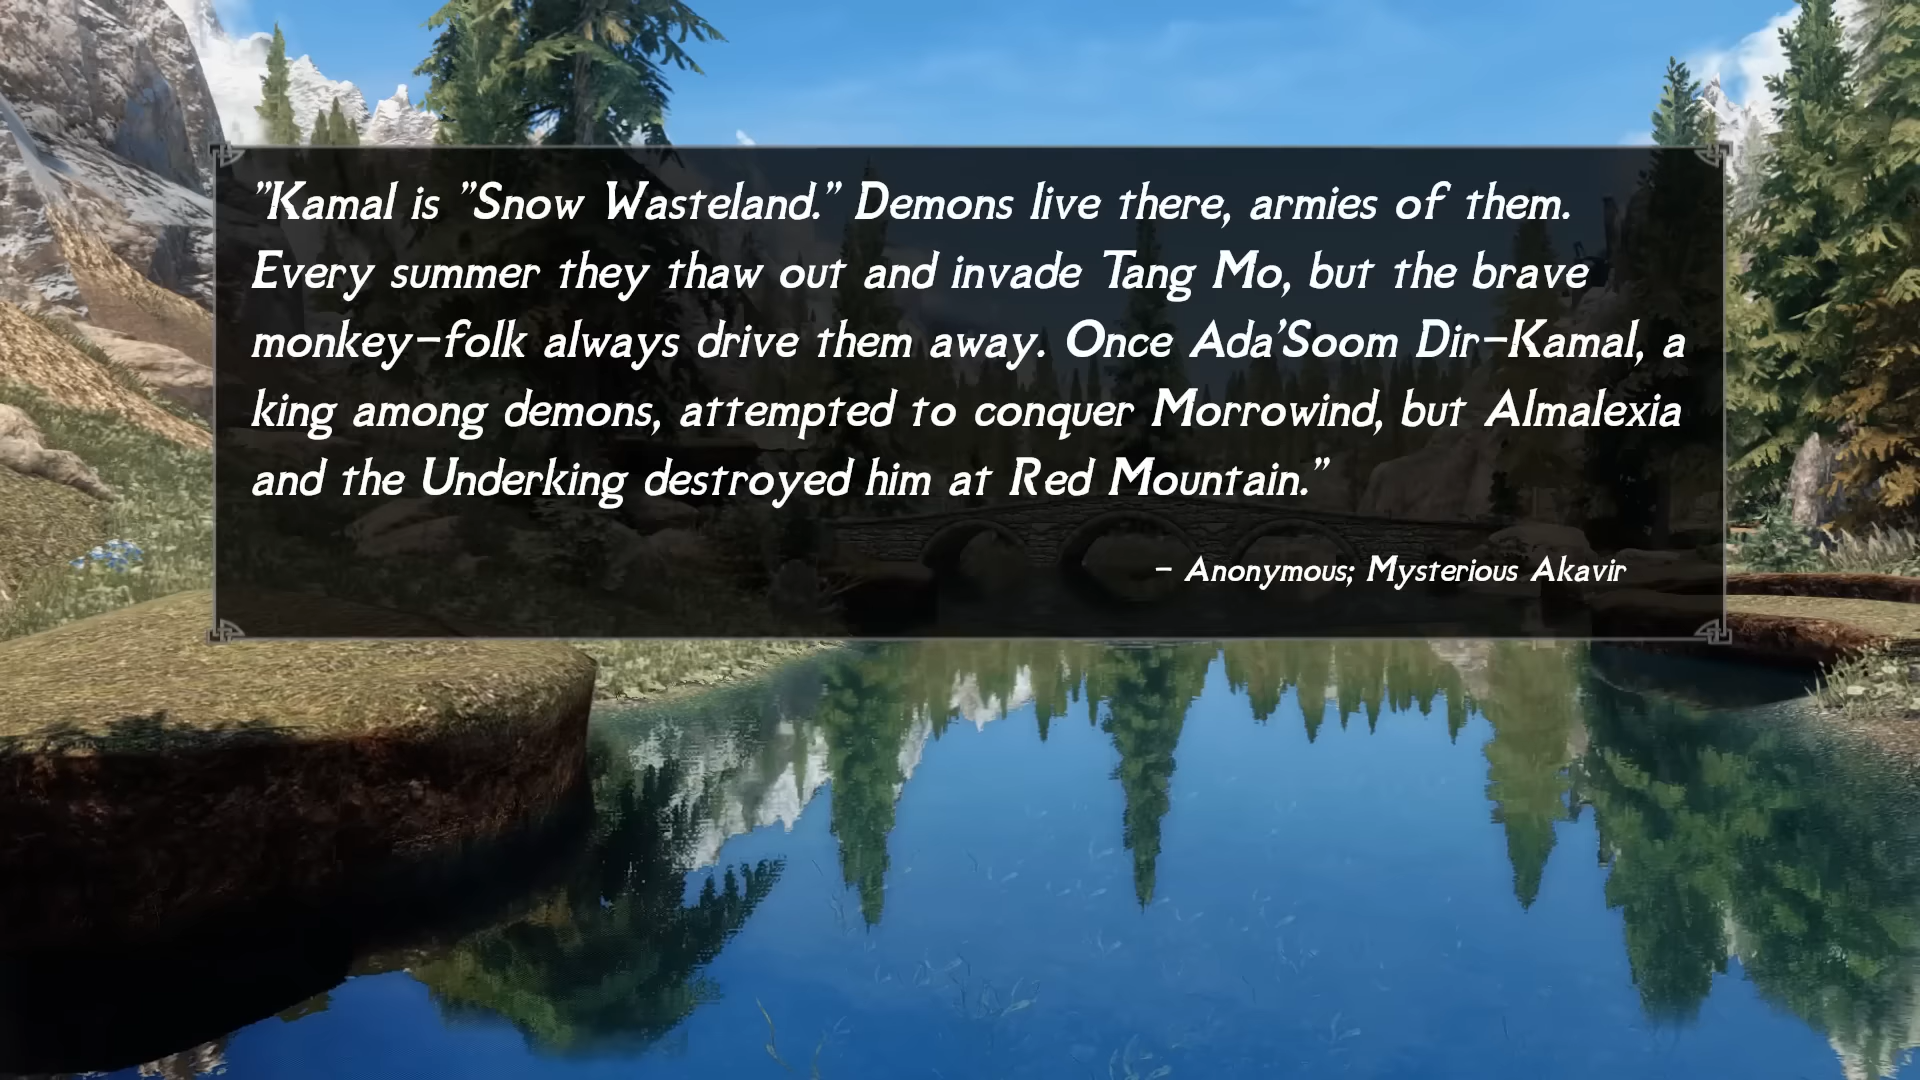 "Kamal is "Snow Wasteland." Demons live there, armies of them.
Every summer they thaw out and invade Tang Mo, but the brave
monkey-folk always drive them away. Once Ada'Soom Dir-Kamal, a
king among demons, attempted to conquer Morrowind, but Almalexia
and the Underking destroyed him at Red Mountain."
- Anonymous; Mysterious Akavir